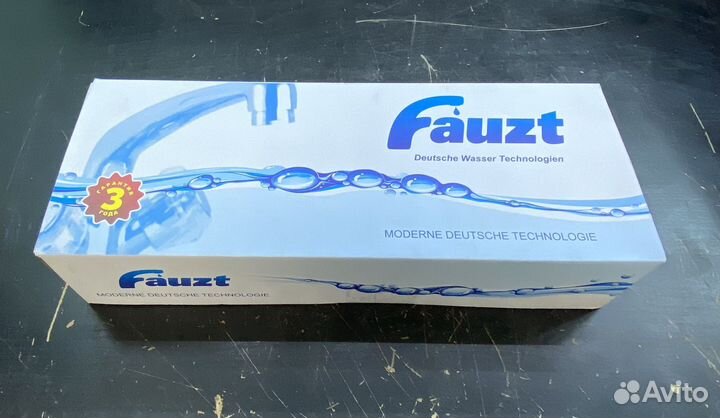 Fauzt
Deutsche Wasser Technologien
ГАРАНТИЯ
3
ГОДА
MODERNE DEUTSCHE TECHNOLOGIE
Fauzt
MODERNE DEUTSCHE TECHNOLOGIE
Avito